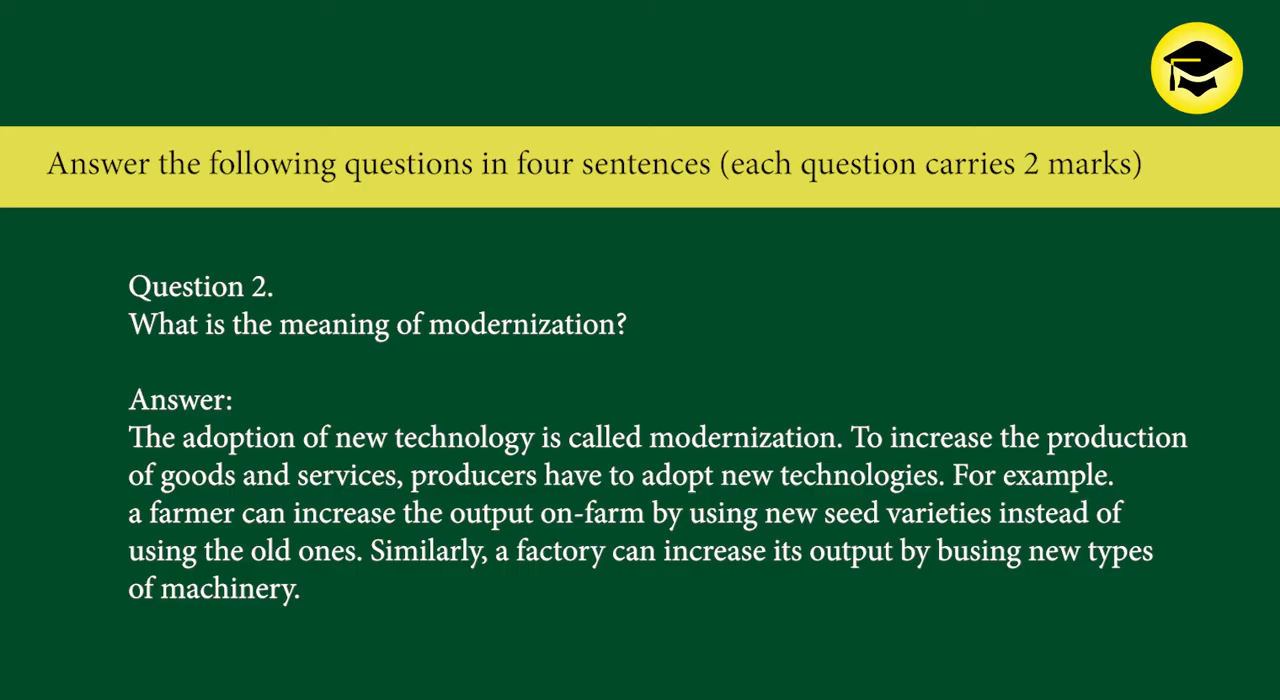 Answer the following questions in four sentences (each question carries 2 marks)
Question 2.
What is the meaning of modernization?
Answer:
The adoption of new technology is called modernization. To increase the production
of goods and services, producers have to adopt new technologies. For example.
a farmer can increase the output on-farm by using new seed varieties instead of
using the old ones. Similarly, a factory can increase its output by busing new types
of machinery.